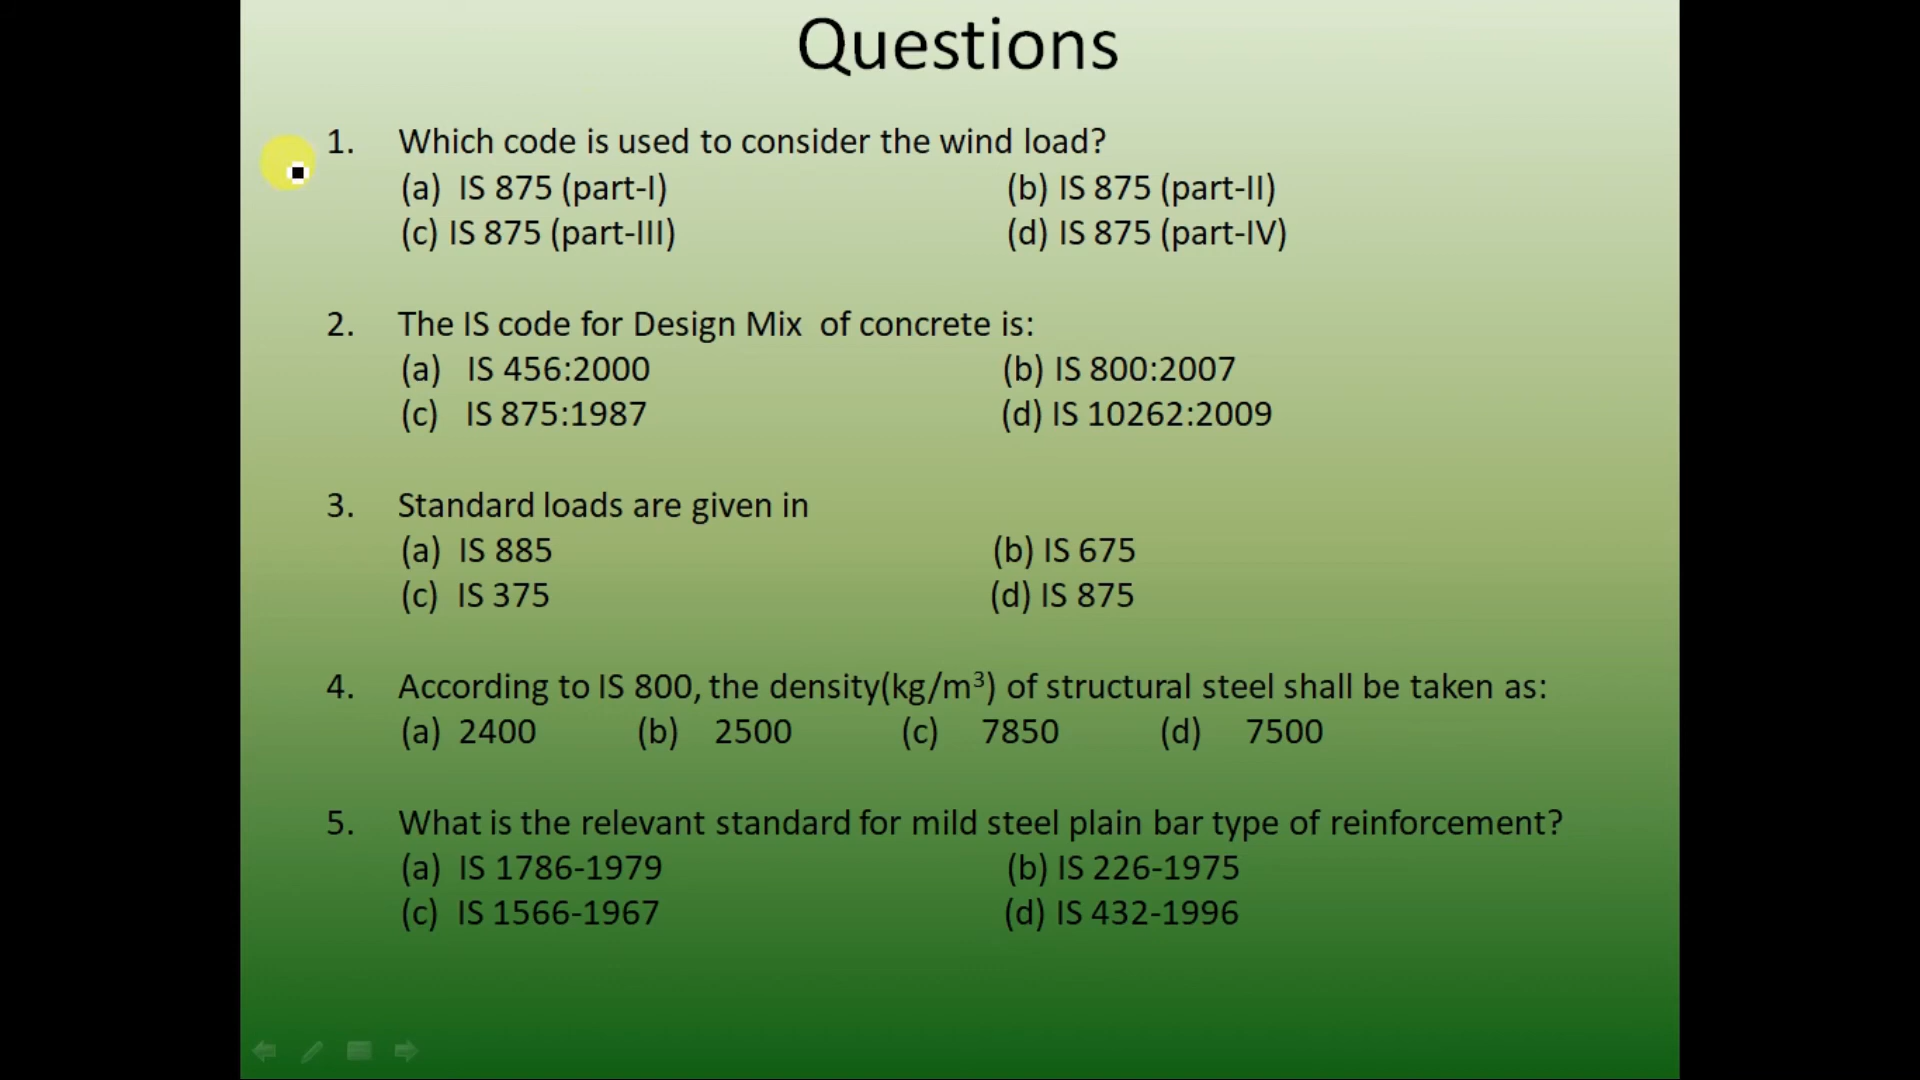 Questions
1. Which code is used to consider the wind load?
(a) IS 875 (part-I) (b) IS 875 (part-II)
(c) IS 875 (part-III) (d) IS 875 (part-IV)
2. The IS code for Design Mix of concrete is:
(a) IS 456:2000 (b) IS 800:2007
(c) IS 875:1987 (d) IS 10262:2009
3. Standard loads are given in
(a) IS 885 (b) IS 675
(c) IS 375 (d) IS 875
4. According to IS 800, the density(kg/m³) of structural steel shall be taken as:
(a) 2400 (b) 2500 (c) 7850 (d) 7500
5. What is the relevant standard for mild steel plain bar type of reinforcement?
(a) IS 1786-1979 (b) IS 226-1975
(c) IS 1566-1967 (d) IS 432-1996